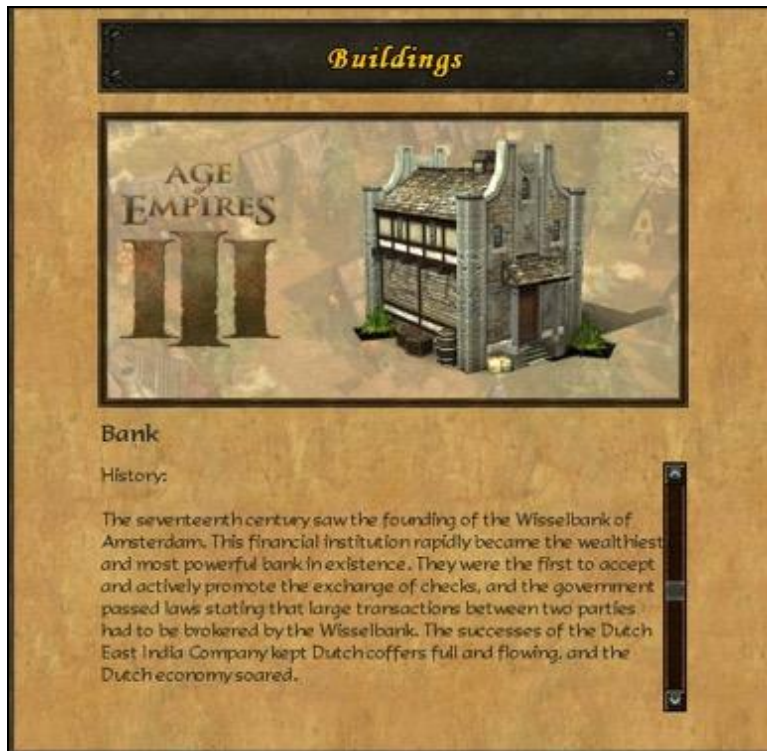 Buildings
AGE
of
EMPIRES
III
Bank
History:
The seventeenth century saw the founding of the Wisselbank of
Amsterdam. This financial institution rapidly became the wealthiest
and most powerful bank in existence. They were the first to accept
and actively promote the exchange of checks, and the government
passed laws stating that large transactions between two parties
had to be brokered by the Wisselbank. The successes of the Dutch
East India Company kept Dutch coffers full and flowing, and the
Dutch economy soared.